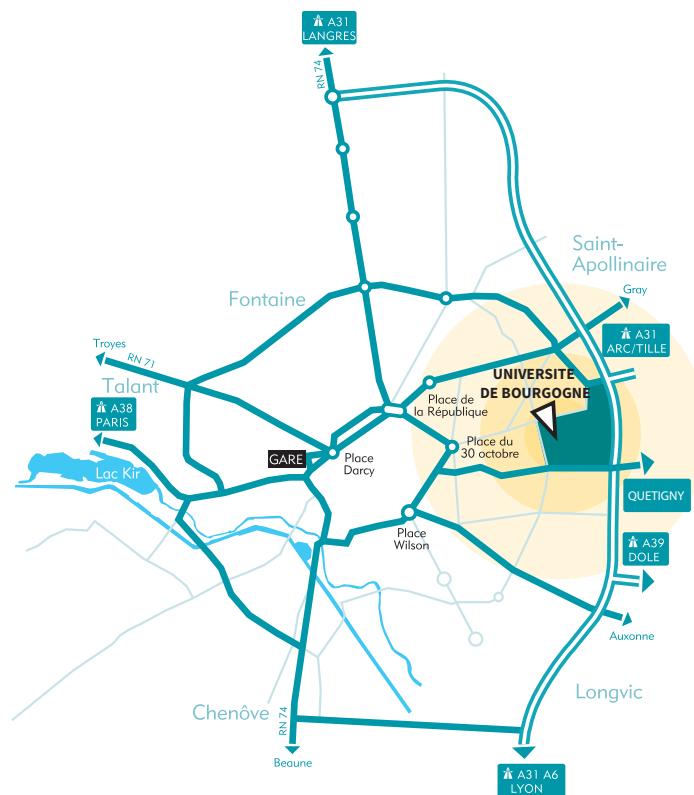 A31
LANGRES
RN 74
Saint-
Apollinaire
Gray
Fontaine
A31
ARC/TILLE
Troyes
RN 71
Talant
UNIVERSITE
DE BOURGOGNE
A38
PARIS
Place de
la République
Place du
30 octobre
GARE
Place
Darcy
Lac Kir
QUETIGNY
Place
Wilson
A39
DOLE
Auxonne
Longvic
Chenôve
RN 74
Beaune
A31 A6
LYON